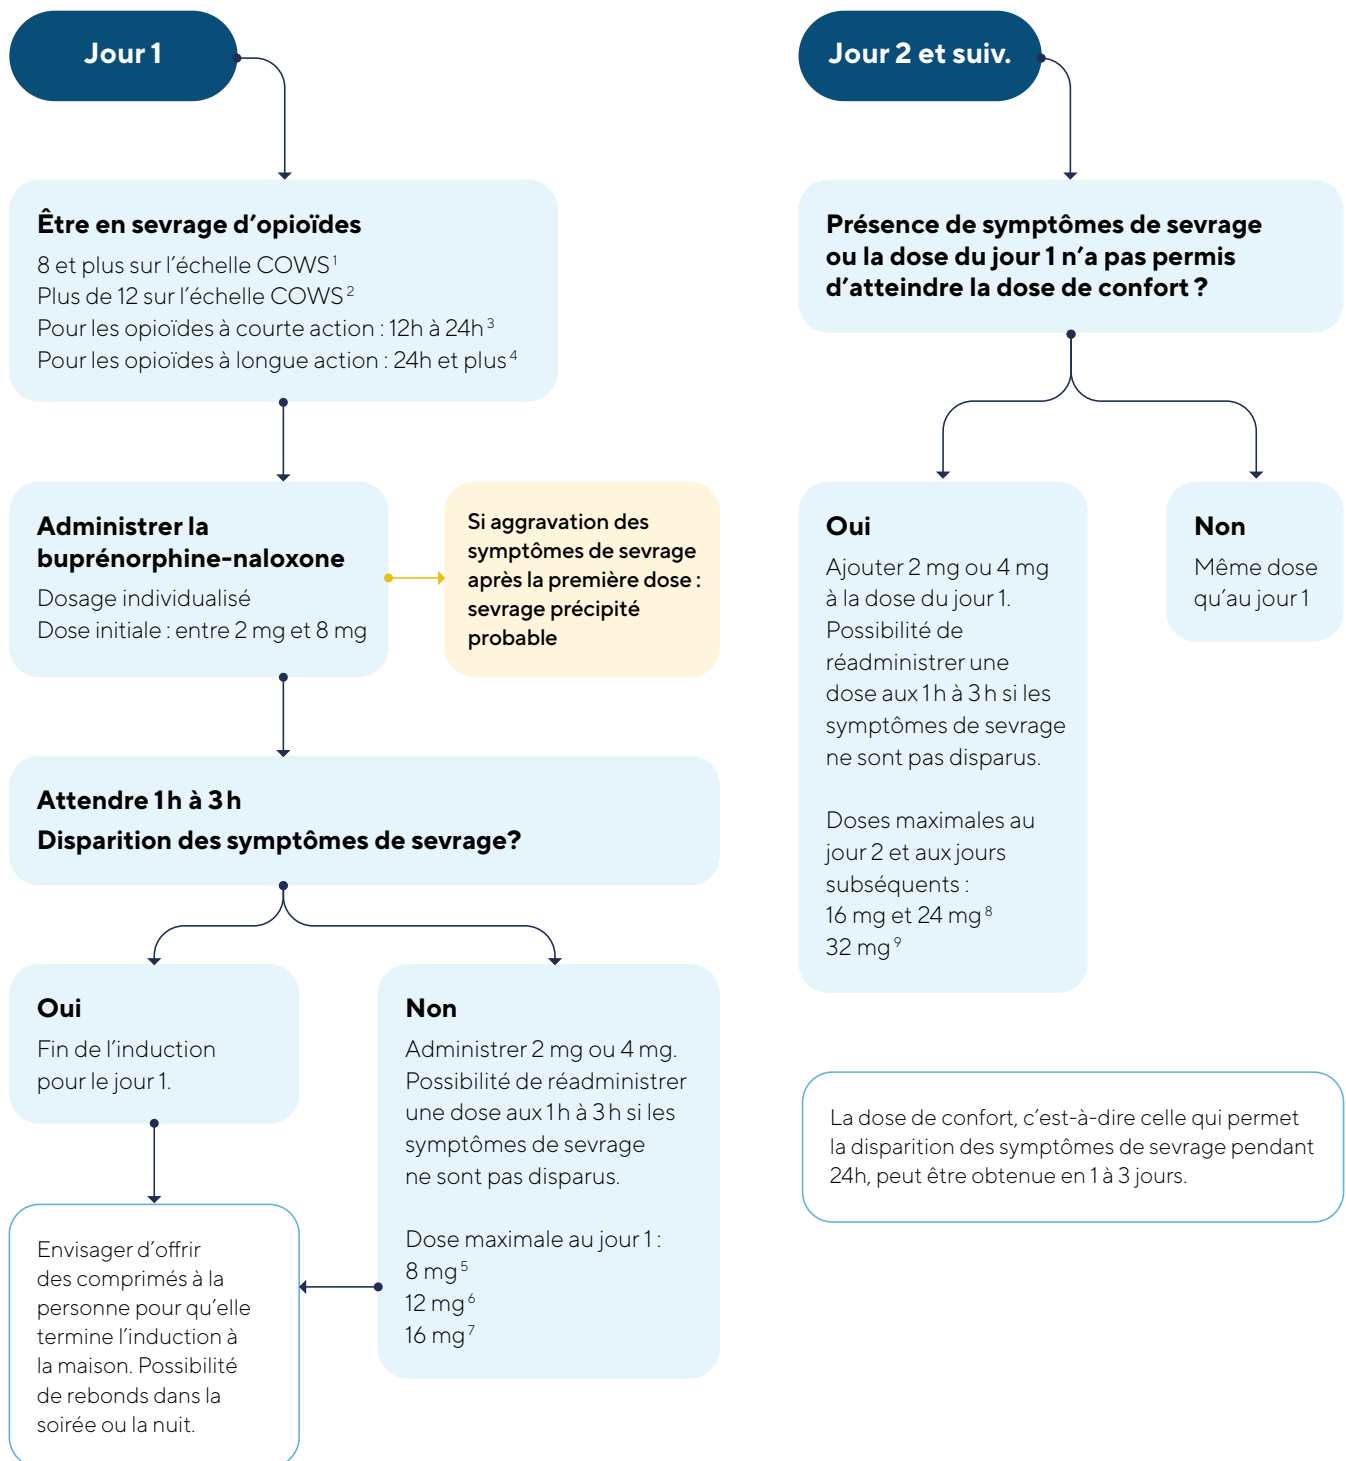 Jour 1
Être en sevrage d’opioïdes
8 et plus sur l’échelle COWS¹
Plus de 12 sur l’échelle COWS²
Pour les opioïdes à courte action : 12h à 24h³
Pour les opioïdes à longue action : 24h et plus⁴
Administrer la
buprénorphine-naloxone
Dosage individualisé
Dose initiale : entre 2 mg et 8 mg
Si aggravation des
symptômes de sevrage
après la première dose :
sevrage précipité
probable
Attendre 1h à 3h
Disparition des symptômes de sevrage?
Oui
Fin de l’induction
pour le jour 1.
Non
Administrer 2 mg ou 4 mg.
Possibilité de réadministrer
une dose aux 1h à 3h si les
symptômes de sevrage
ne sont pas disparus.
Dose maximale au jour 1 :
8 mg⁵
12 mg⁶
16 mg⁷
Envisager d’offrir
des comprimés à la
personne pour qu’elle
termine l’induction à
la maison. Possibilité
de rebonds dans la
soirée ou la nuit.
Jour 2 et suiv.
Présence de symptômes de sevrage
ou la dose du jour 1 n’a pas permis
d’atteindre la dose de confort ?
Oui
Ajouter 2 mg ou 4 mg
à la dose du jour 1.
Possibilité de
réadministrer une
dose aux 1h à 3h si les
symptômes de sevrage
ne sont pas disparus.
Doses maximales au
jour 2 et aux jours
subséquents :
16 mg et 24 mg⁸
32 mg⁹
Non
Même dose
qu’au jour 1
La dose de confort, c’est-à-dire celle qui permet
la disparition des symptômes de sevrage pendant
24h, peut être obtenue en 1 à 3 jours.